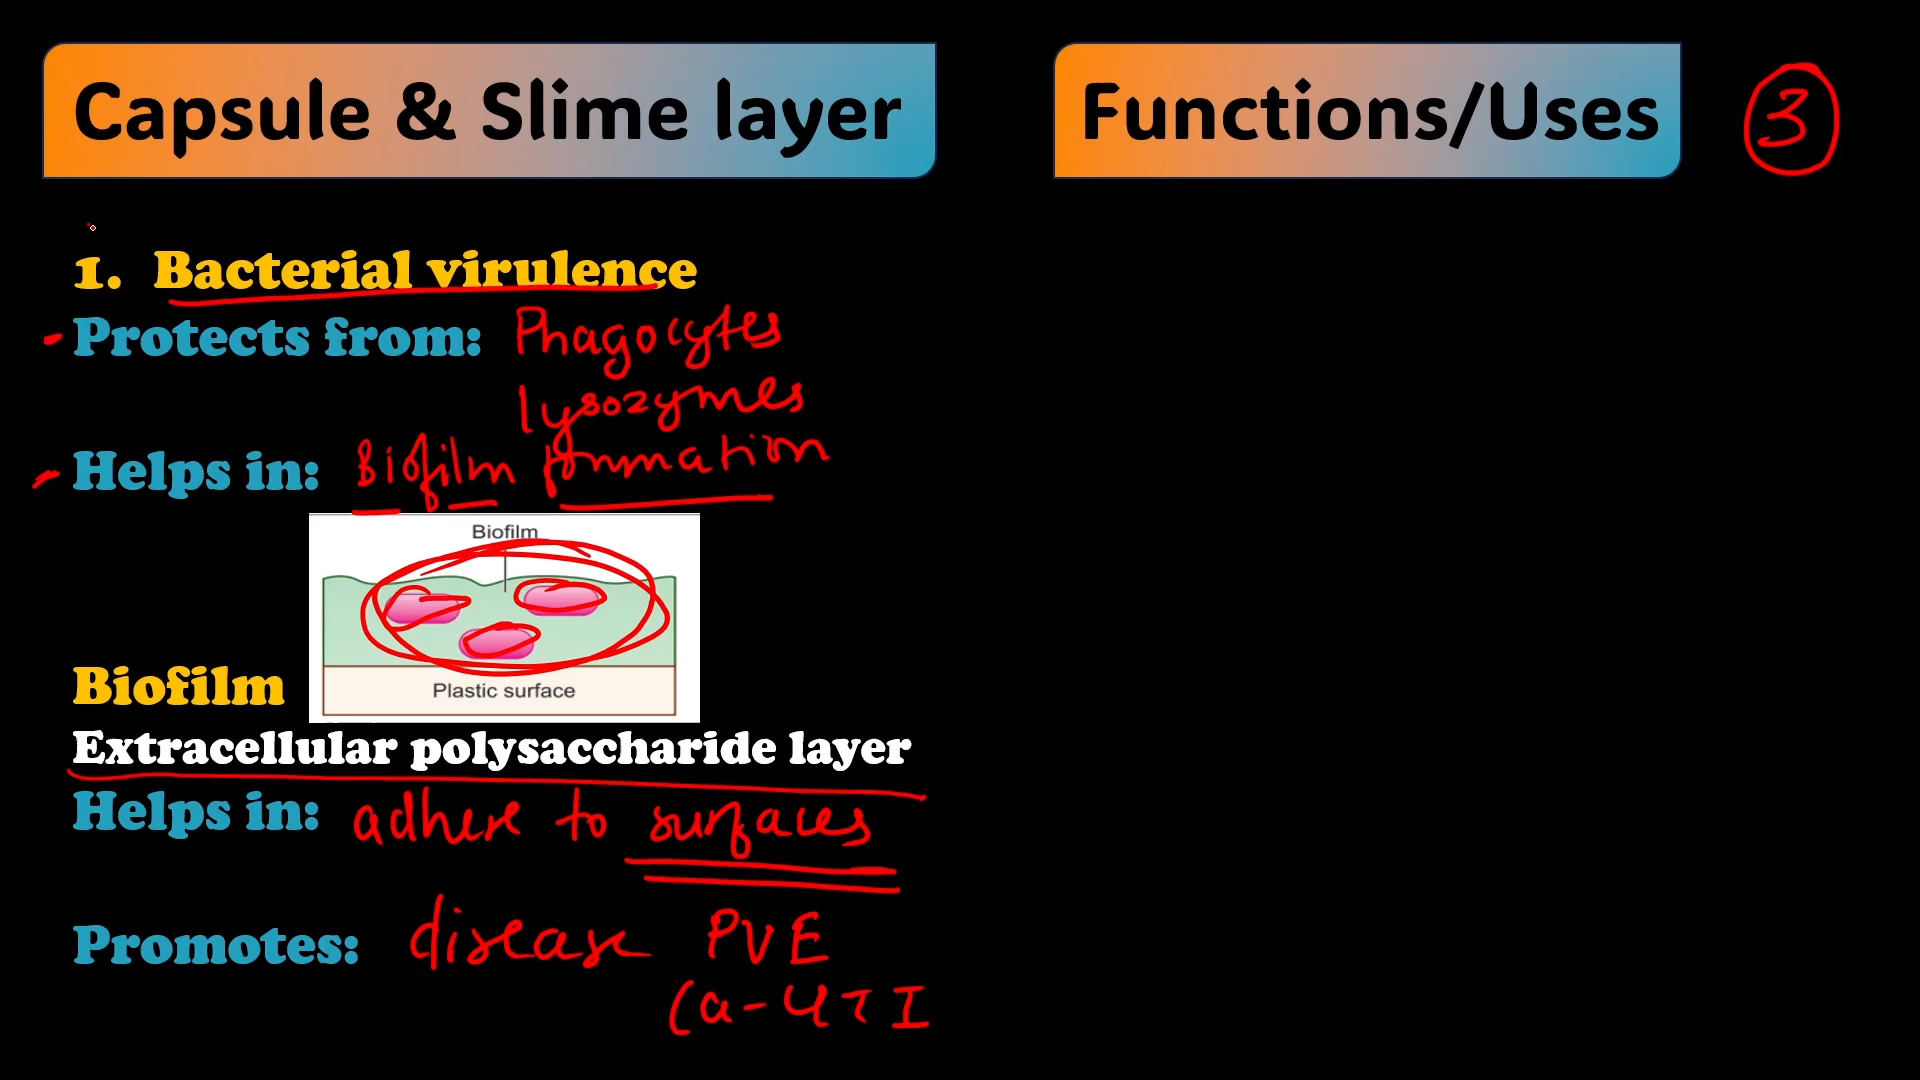 Capsule & Slime layer
Functions/Uses
3
1. Bacterial virulence
-Protects from: Phagocytes
lysozymes
-Helps in: Biofilm formation
Biofilm
Plastic surface
Biofilm
Extracellular polysaccharide layer
Helps in: adhere to surfaces
Promotes: disease PVE
(a-UTI